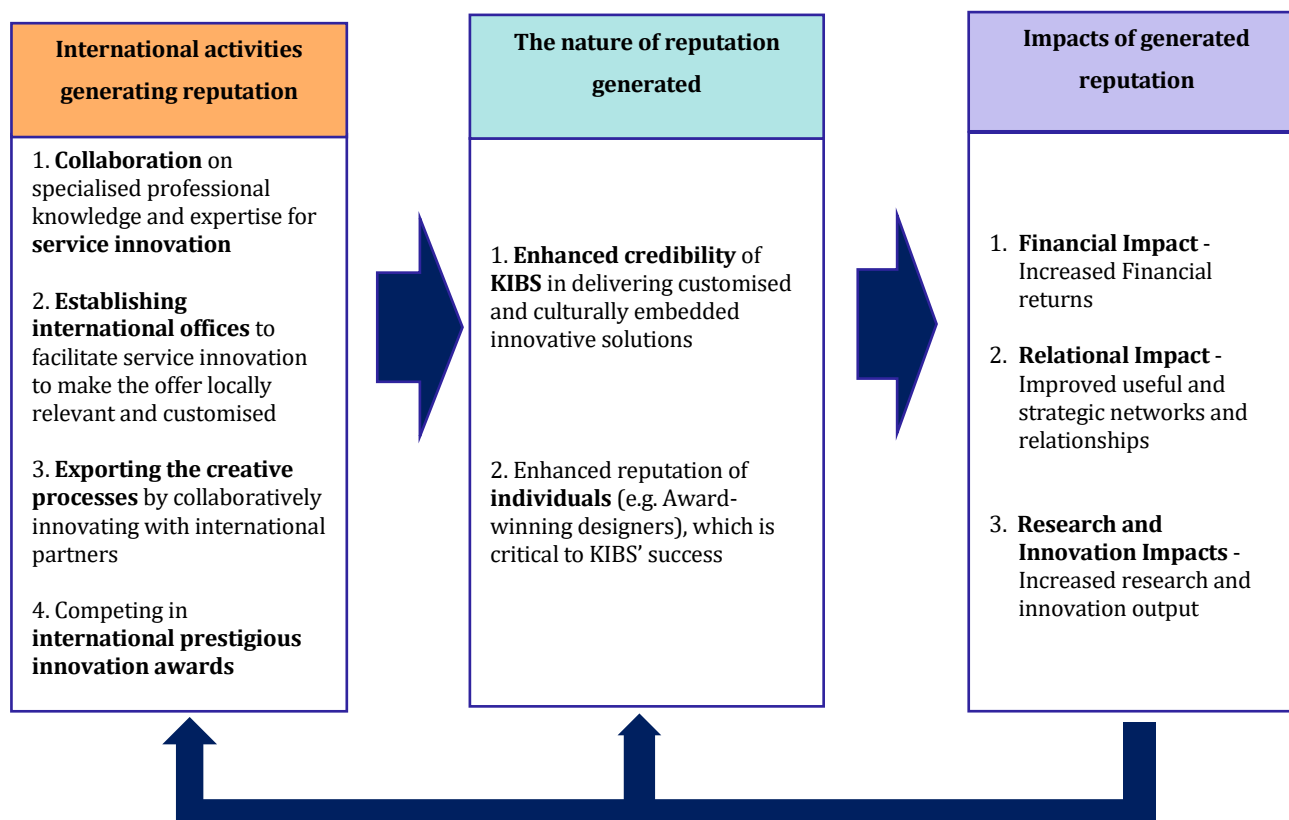 International activities
generating reputation
1. Collaboration on
specialised professional
knowledge and expertise for
service innovation
2. Establishing
international offices to
facilitate service innovation
to make the offer locally
relevant and customised
3. Exporting the creative
processes by collaboratively
innovating with international
partners
4. Competing in
international prestigious
innovation awards
The nature of reputation
generated
1. Enhanced credibility of
KIBS in delivering customised
and culturally embedded
innovative solutions
2. Enhanced reputation of
individuals (e.g. Award-
winning designers), which is
critical to KIBS’ success
Impacts of generated
reputation
1. Financial Impact -
Increased Financial
returns
2. Relational Impact -
Improved useful and
strategic networks and
relationships
3. Research and
Innovation Impacts -
Increased research and
innovation output